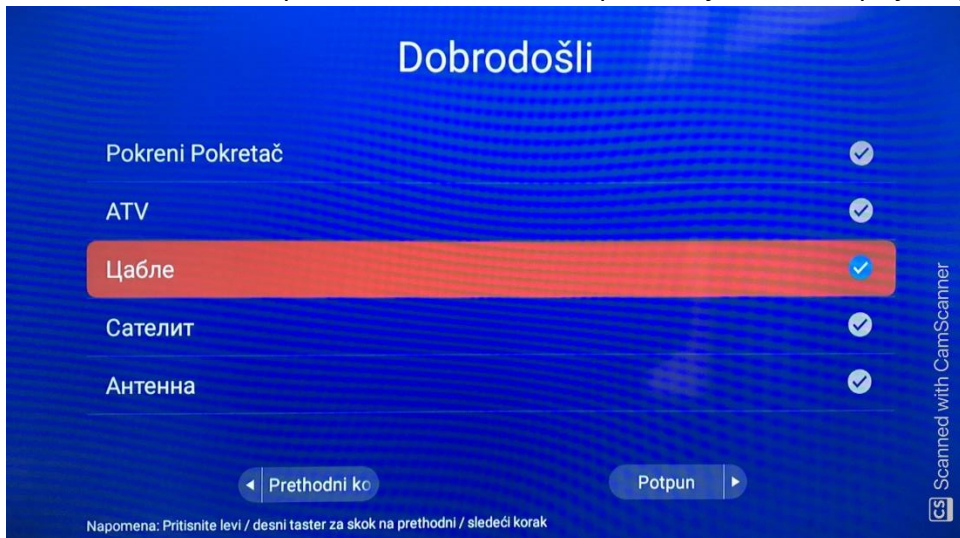 Dobrodošli
Pokreni Pokretač
ATV
Цабле
Сателит
Антенна
Prethodni ko
Potpun
Napomena: Pritisnite levi / desni taster za skok na prethodni / sledeći korak
CS Scanned with CamScanner